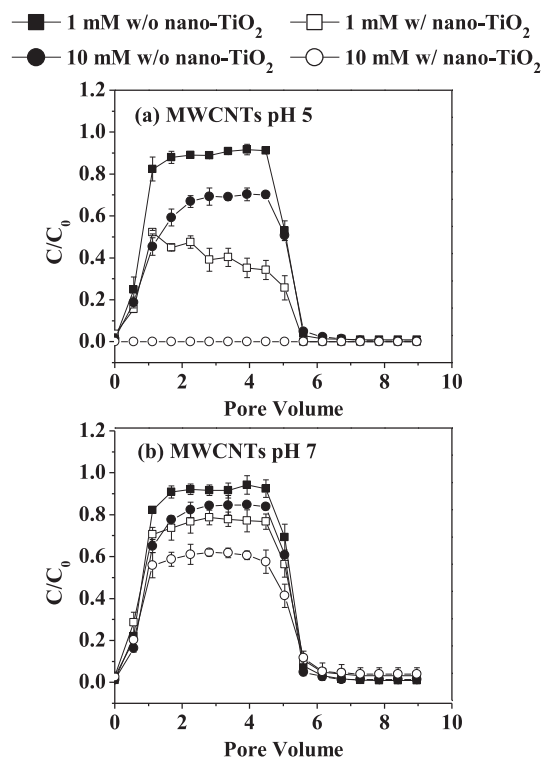 1 mM w/o nano-TiO₂ 1 mM w/ nano-TiO₂
10 mM w/o nano-TiO₂ 10 mM w/ nano-TiO₂
(a) MWCNTs pH 5
1.2
1.0
0.8
0.6
0.4
0.2
0.0
C/C₀
0 2 4 6 8 10
Pore Volume
(b) MWCNTs pH 7
1.2
1.0
0.8
0.6
0.4
0.2
0.0
C/C₀
0 2 4 6 8 10
Pore Volume